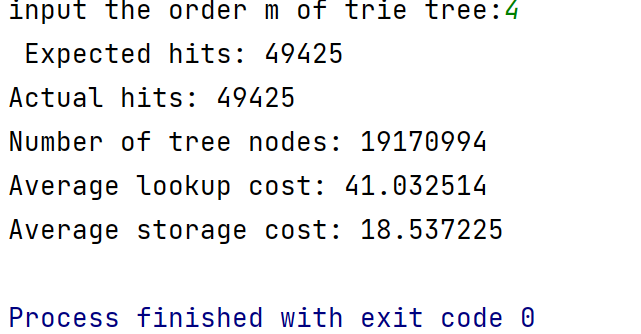 input the order m of trie tree:4
Expected hits: 49425
Actual hits: 49425
Number of tree nodes: 19170994
Average lookup cost: 41.032514
Average storage cost: 18.537225
Process finished with exit code 0